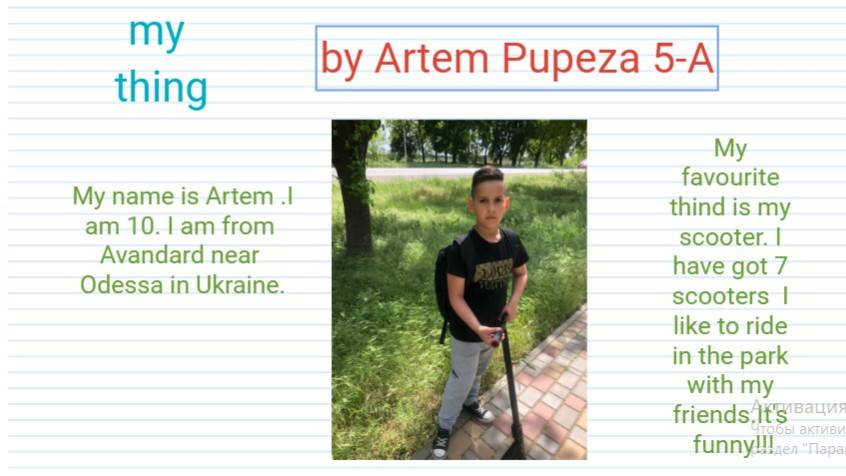 my
thing
by Artem Pupeza 5-A
My name is Artem .I
am 10. I am from
Avandard near
Odessa in Ukraine.
My
favourite
thind is my
scooter. I
have got 7
scooters I
like to ride
in the park
with my
friends.It's
funny!!!
Активация
Чтобы активи
раздел "Пара